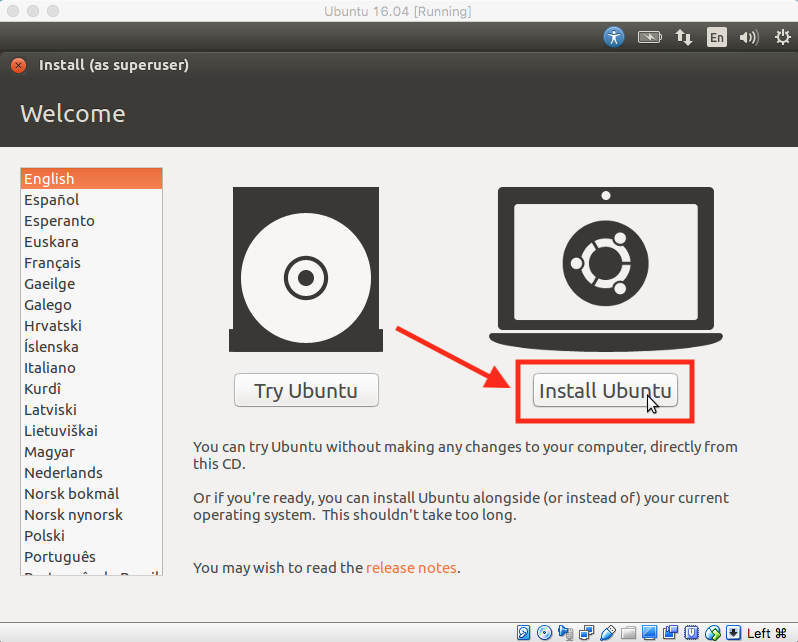 Ubuntu 16.04 [Running]
En
Install (as superuser)
Welcome
English
Español
Esperanto
Euskara
Français
Gaeilge
Galego
Hrvatski
Íslenska
Italiano
Kurdî
Latviski
Lietuviškai
Magyar
Nederlands
Norsk bokmål
Norsk nynorsk
Polski
Português
Try Ubuntu
Install Ubuntu
You can try Ubuntu without making any changes to your computer, directly from
this CD.
Or if you're ready, you can install Ubuntu alongside (or instead of) your current
operating system. This shouldn't take too long.
You may wish to read the release notes.
Left ⌘